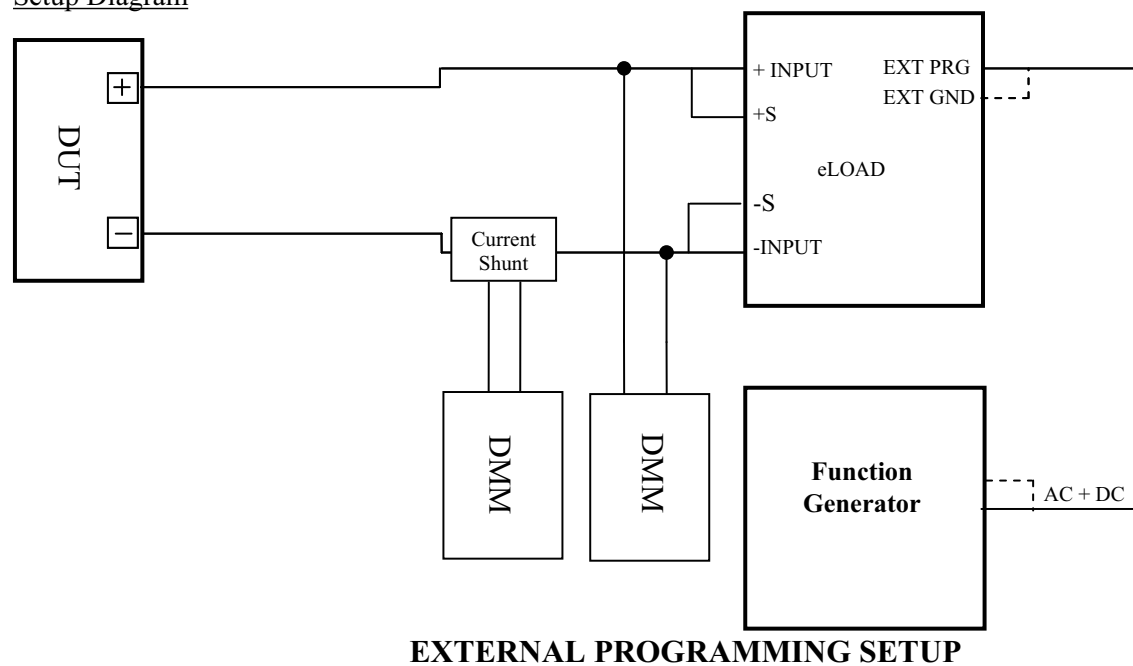 Setup Diagram
+
−
DUT
Current
Shunt
DMM
DMM
+ INPUT
+S
-S
-INPUT
EXT PRG
EXT GND
eLOAD
Function
Generator
AC + DC
EXTERNAL PROGRAMMING SETUP